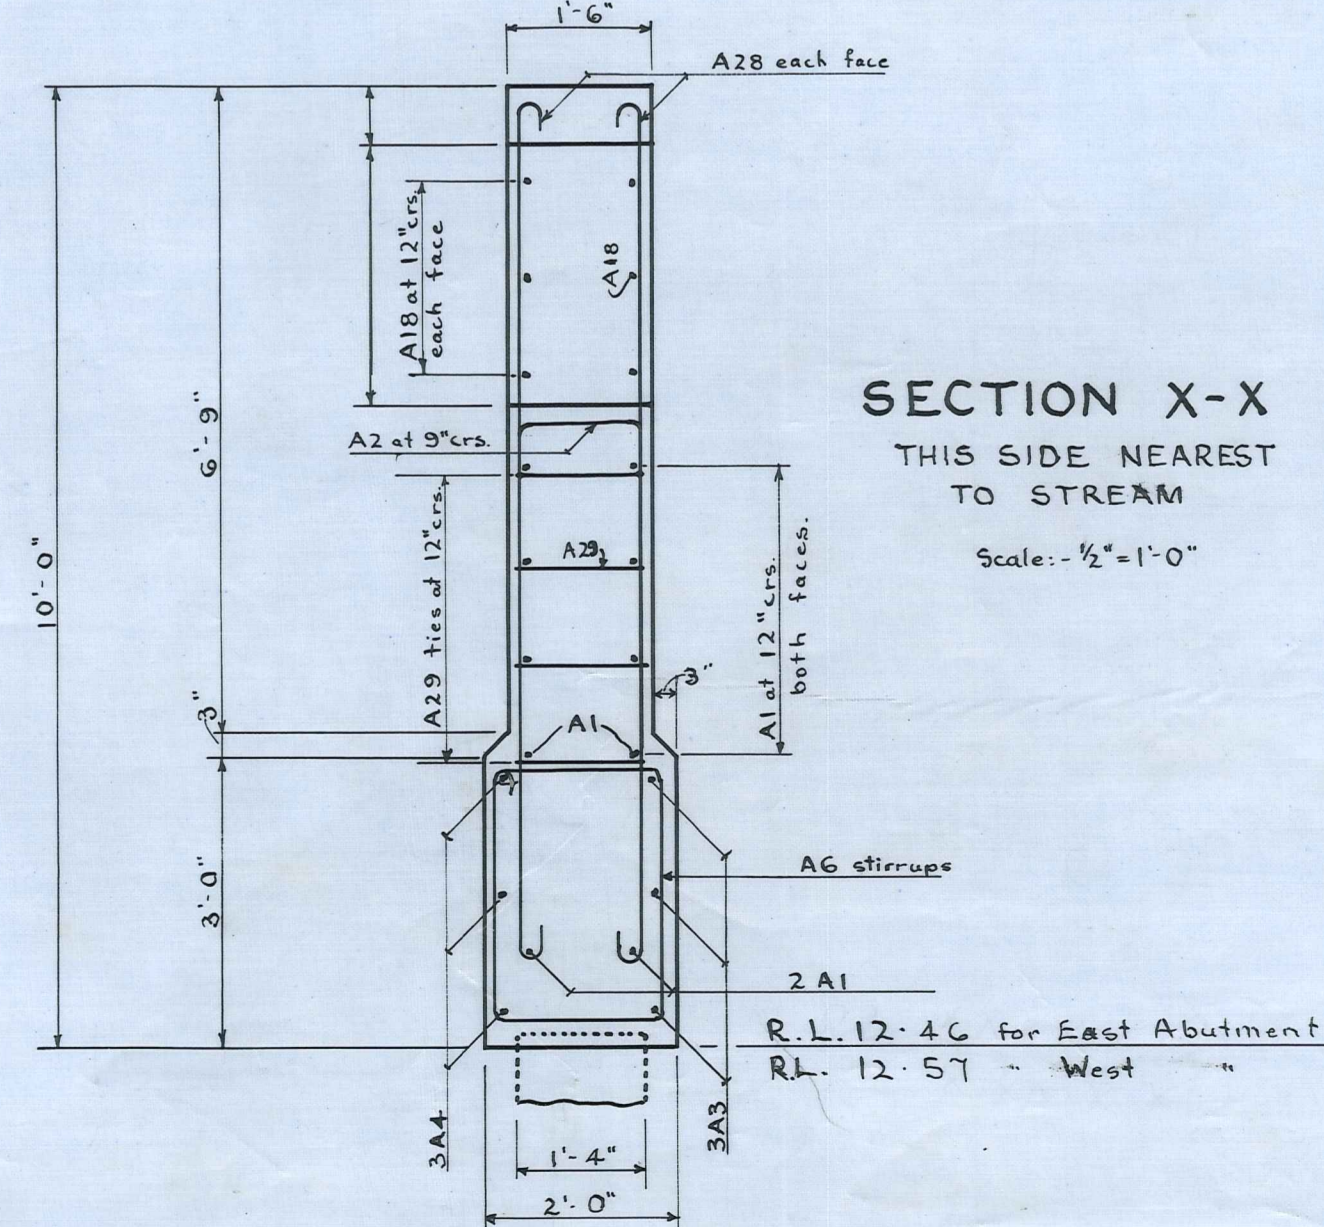 1'-6"
A28 each face
A18 at 12"crs.
each face
A18
A2 at 9"crs.
6'-9"
10'-0"
SECTION X-X
THIS SIDE NEAREST
TO STREAM
Scale:- 1/2"=1'-0"
A29
A29 ties at 12"crs.
A1 at 12"crs.
both faces.
3"
3"
A1
3'-0"
A6 stirrups
2 A1
R.L. 12·46 for East Abutment
R.L. 12·57 " West "
3A4
3A3
1'-4"
2'-0"